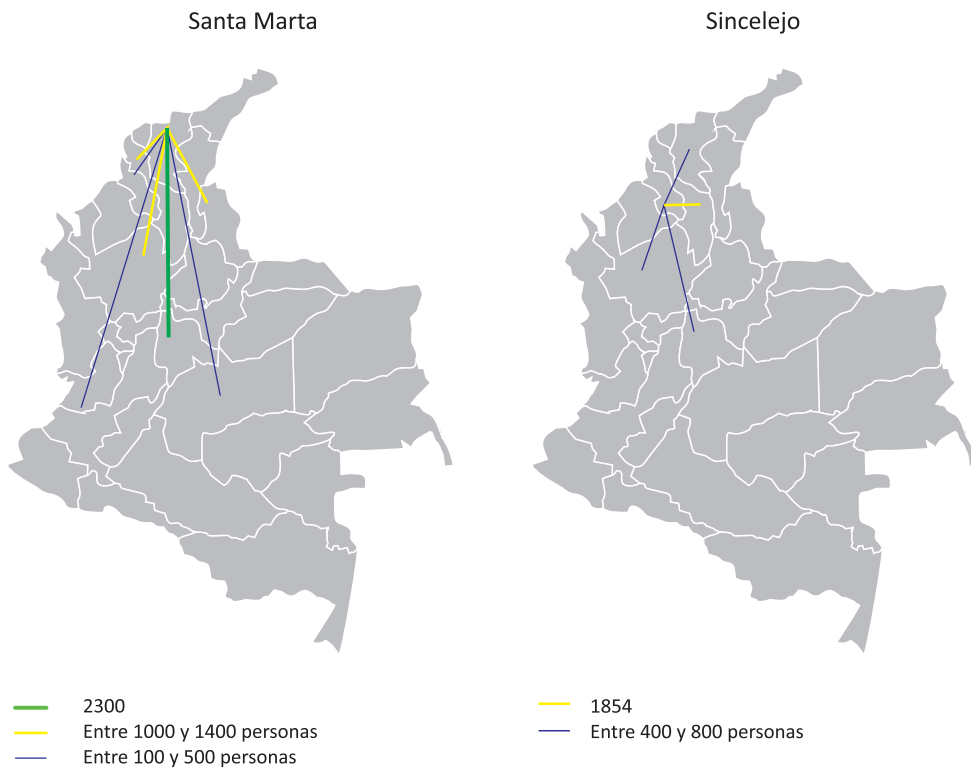 Santa Marta
Sincelejo
2300
Entre 1000 y 1400 personas
Entre 100 y 500 personas
1854
Entre 400 y 800 personas